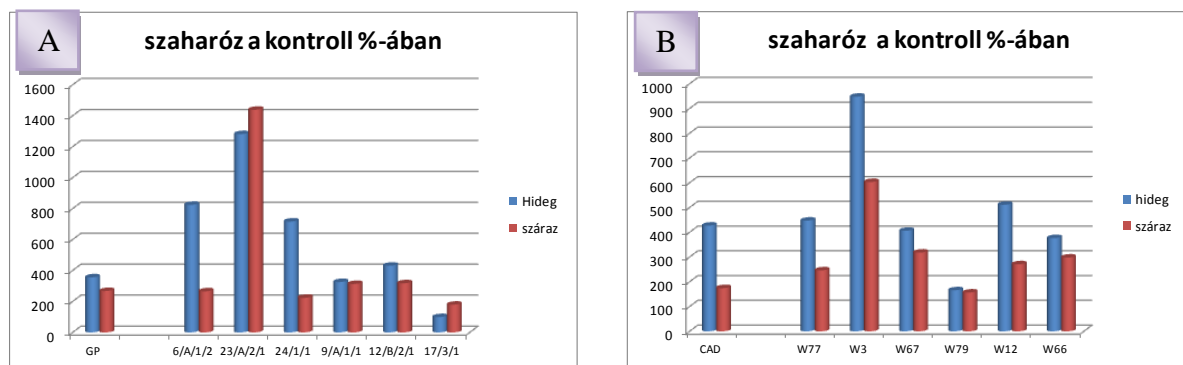 A
szaharóz a kontroll %-ában
1600
1400
1200
1000
800
600
400
200
0
GP 6/A/1/2 23/A/2/1 24/1/1 9/A/1/1 12/B/2/1 17/3/1
Hideg
száraz
B
szaharóz a kontroll %-ában
1000
900
800
700
600
500
400
300
200
100
0
CAD W77 W3 W67 W79 W12 W66
hideg
száraz